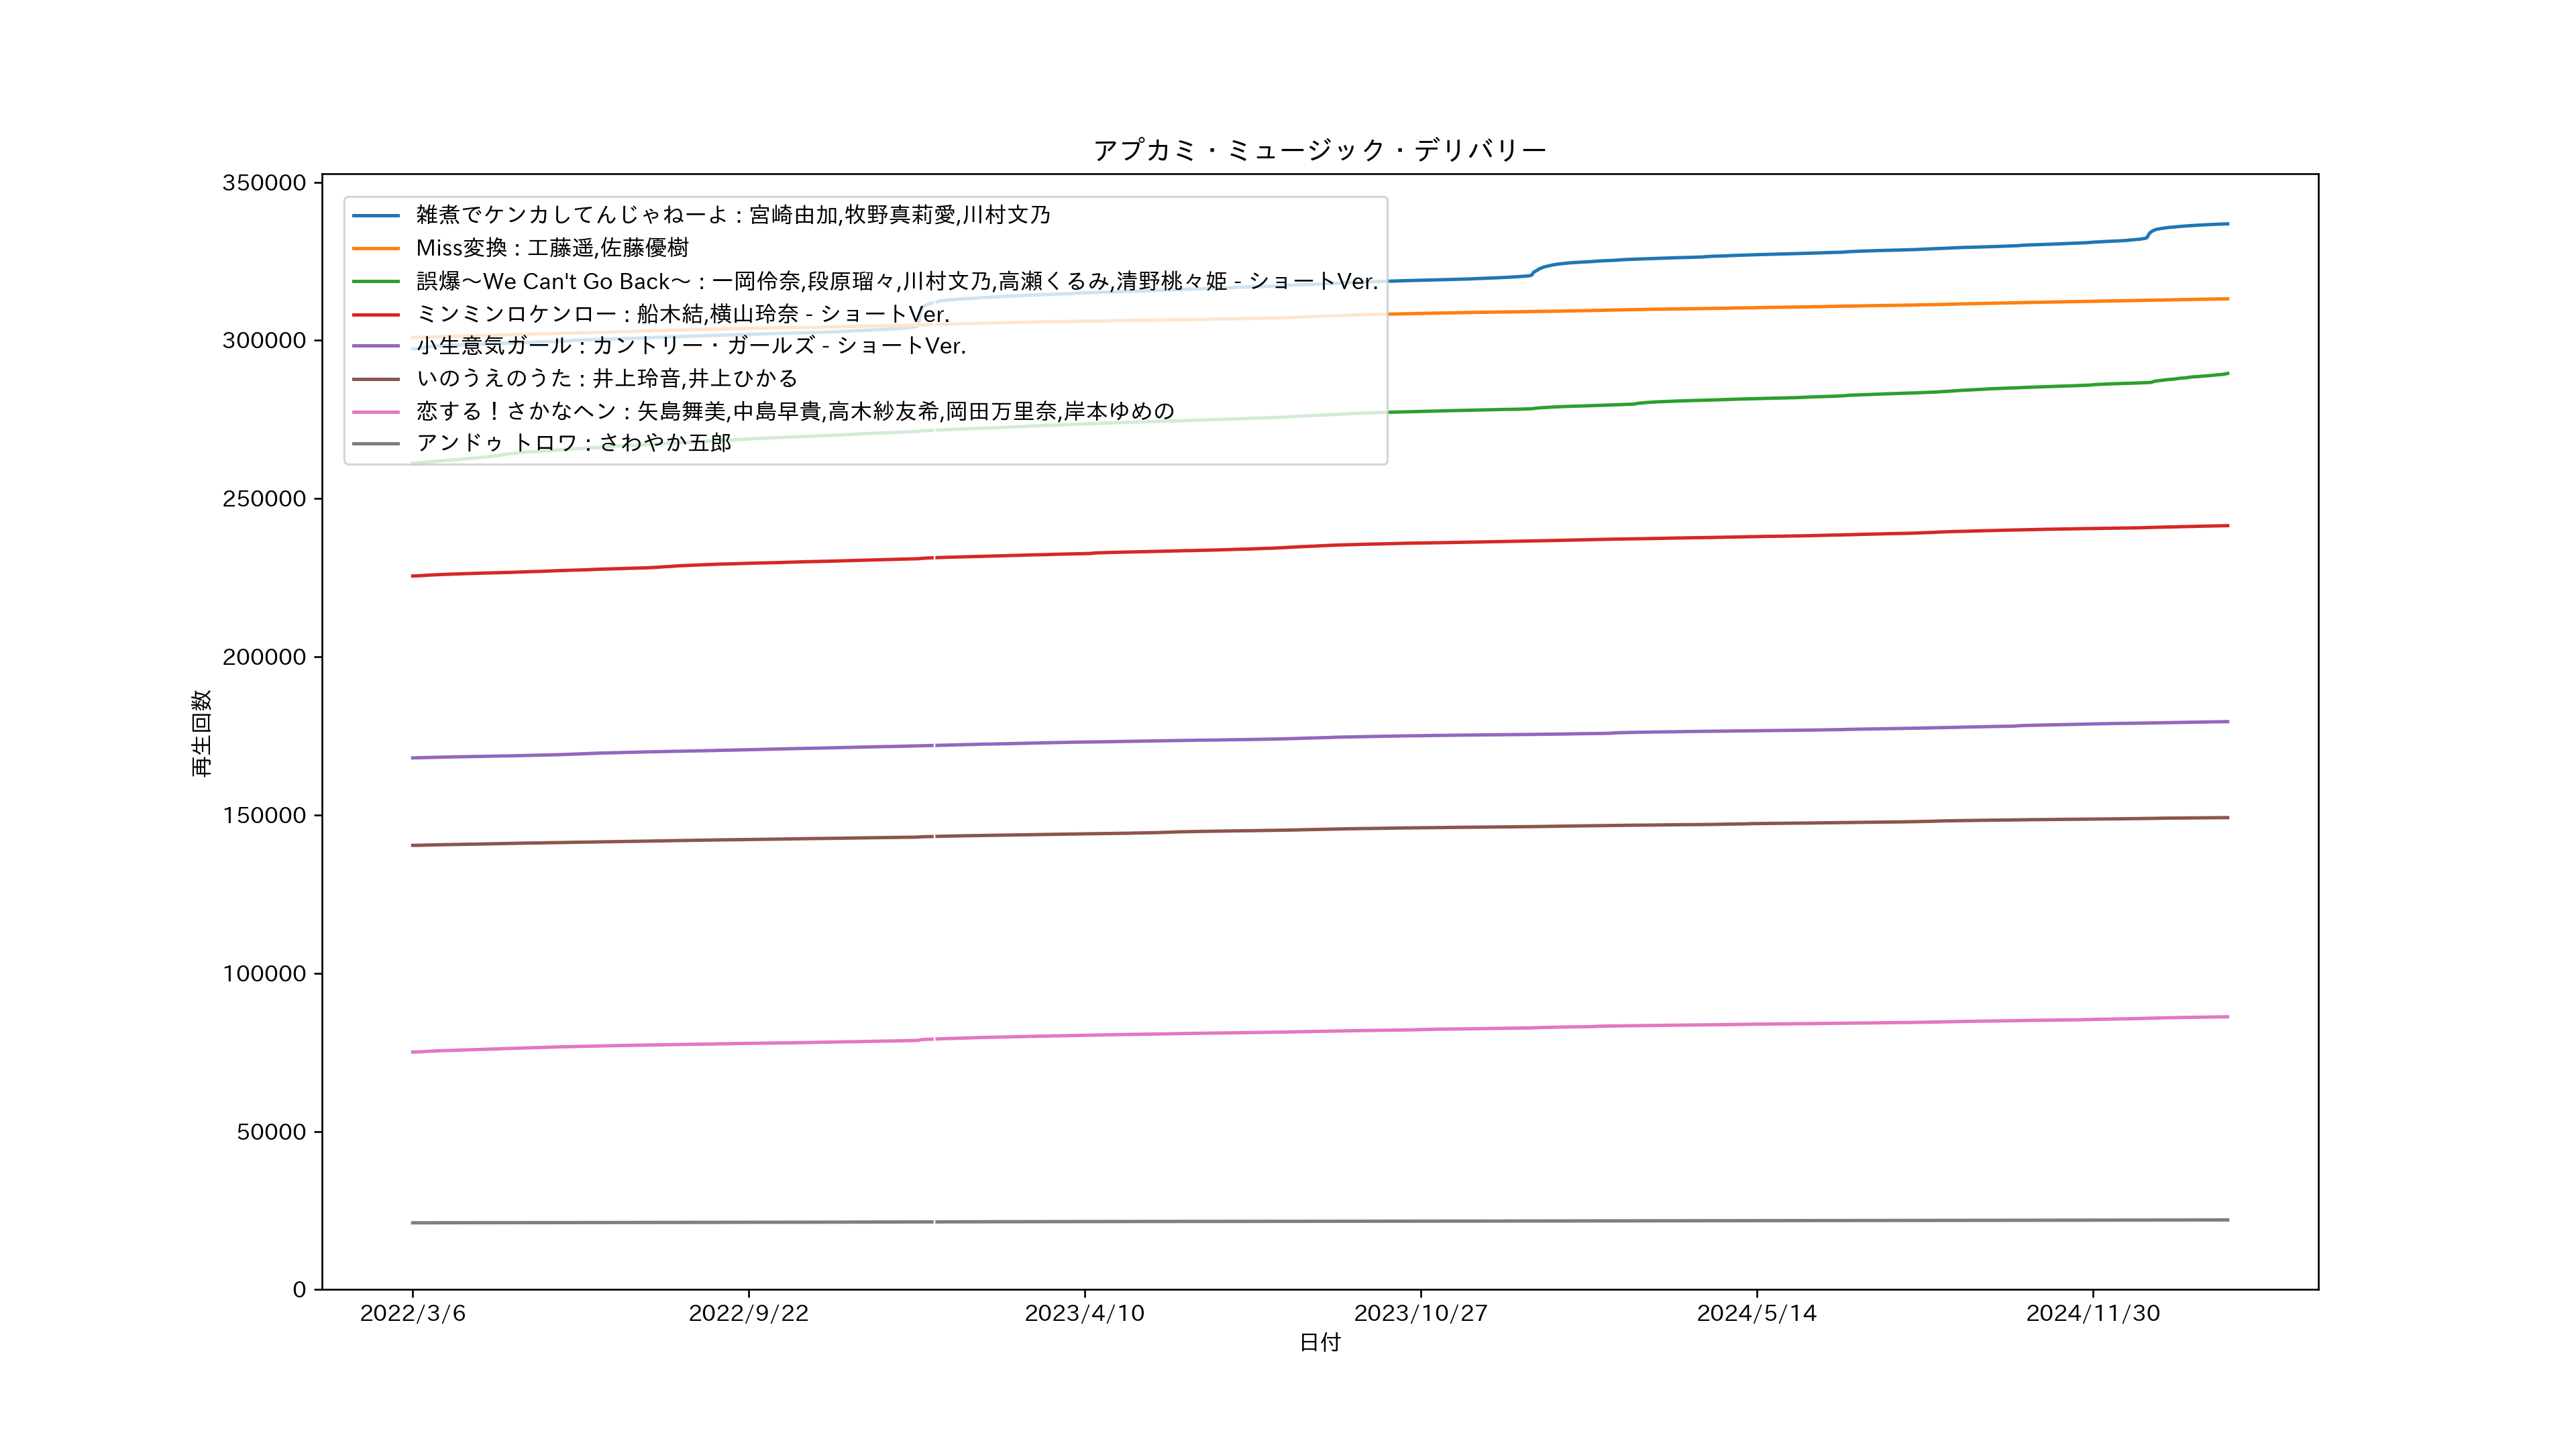 アプカミ・ミュージック・デリバリー
350000
300000
250000
200000
150000
100000
50000
0
再生回数
雑煮でケンカしてんじゃねーよ : 宮崎由加,牧野真莉愛,川村文乃
Miss変換 : 工藤遥,佐藤優樹
誤爆〜We Can't Go Back〜 : 一岡伶奈,段原瑠々,川村文乃,高瀬くるみ,清野桃々姫 - ショートVer.
ミンミンロケンロー : 船木結,横山玲奈 - ショートVer.
小生意気ガール : カントリー・ガールズ - ショートVer.
いのうえのうた : 井上玲音,井上ひかる
恋する！さかなヘン : 矢島舞美,中島早貴,高木紗友希,岡田万里奈,岸本ゆめの
アンドゥ トロワ : さわやか五郎
2022/3/6
2022/9/22
2023/4/10
2023/10/27
2024/5/14
2024/11/30
日付